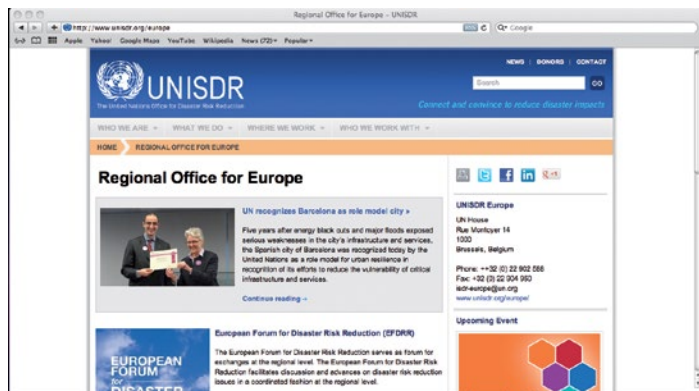 Regional Office for Europe – UNISDR
http://www.unisdr.org/europe
Google
Apple Yahoo! Google Maps YouTube Wikipedia News (72) Popular
NEWS | DONORS | CONTACT
UNISDR
The United Nations Office for Disaster Risk Reduction
Search
GO
Connect and convince to reduce disaster impacts
WHO WE ARE WHAT WE DO WHERE WE WORK WHO WE WORK WITH
HOME REGIONAL OFFICE FOR EUROPE
Regional Office for Europe
UN recognizes Barcelona as role model city »
Five years after energy black outs and major floods exposed
serious weaknesses in the city's infrastructure and services,
the Spanish city of Barcelona was recognized today by the
United Nations as a role model for urban resilience in
recognition of its efforts to reduce the vulnerability of critical
infrastructure and services.
Continue reading →
European Forum for Disaster Risk Reduction (EFDRR)
The European Forum for Disaster Risk Reduction serves as forum for
exchanges at the regional level. The European Forum for Disaster Risk
Reduction facilitates discussion and advances on disaster risk reduction
issues in a coordinated fashion at the regional level.
EUROPEAN
FORUM
for
DISASTER
UNISDR Europe
UN House
Rue Montoyer 14
1000
Brussels, Belgium
Phone: ++32 (0) 22 902 566
Fax: +32 (0) 22 904 960
isdr-europe@un.org
www.unisdr.org/europe/
Upcoming Event